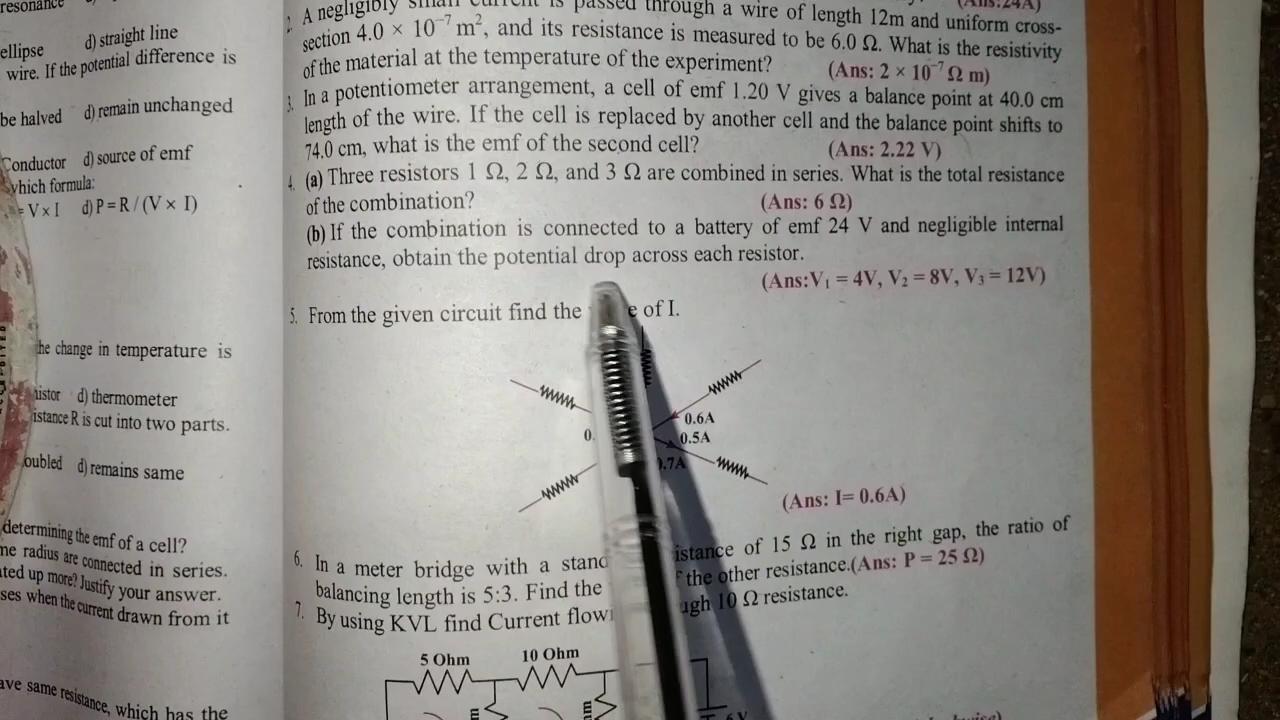 resonance
ellipse d) straight line
wire. If the potential difference is
be halved d) remain unchanged
Conductor d) source of emf
which formula:
= V x I d) P = R / (V × I)
he change in temperature is
d) thermometer
istance R is cut into two parts.
oubled d) remains same
determining the emf of a cell?
radius are connected in series.
up more? Justify your answer.
ses when the current drawn from it
ave same resistance, which has the
(Ans:24A)
2. A negligibly small current is passed through a wire of length 12m and uniform cross-
section 4.0 × 10⁻⁷ m², and its resistance is measured to be 6.0 Ω. What is the resistivity
of the material at the temperature of the experiment? (Ans: 2 × 10⁻⁷ Ω m)
3. In a potentiometer arrangement, a cell of emf 1.20 V gives a balance point at 40.0 cm
length of the wire. If the cell is replaced by another cell and the balance point shifts to
74.0 cm, what is the emf of the second cell? (Ans: 2.22 V)
4. (a) Three resistors 1 Ω, 2 Ω, and 3 Ω are combined in series. What is the total resistance
of the combination? (Ans: 6 Ω)
(b) If the combination is connected to a battery of emf 24 V and negligible internal
resistance, obtain the potential drop across each resistor.
(Ans:V₁ = 4V, V₂ = 8V, V₃ = 12V)
5. From the given circuit find the e of I.
0.6A
0. 0.5A
.7A
(Ans: I= 0.6A)
6. In a meter bridge with a stand istance of 15 Ω in the right gap, the ratio of
balancing length is 5:3. Find the the other resistance.(Ans: P = 25 Ω)
7. By using KVL find Current flow ugh 10 Ω resistance.
5 Ohm 10 Ohm
6 V